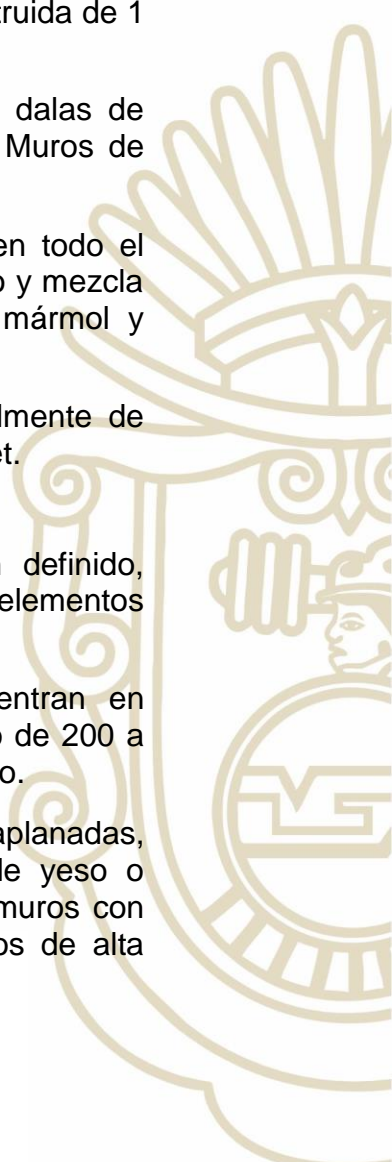 truida de 1
dalas de
Muros de
en todo el
o y mezcla
mármol y
lmente de
et.
definido,
elementos
entran en
o de 200 a
o.
aplanadas,
de yeso o
muros con
os de alta